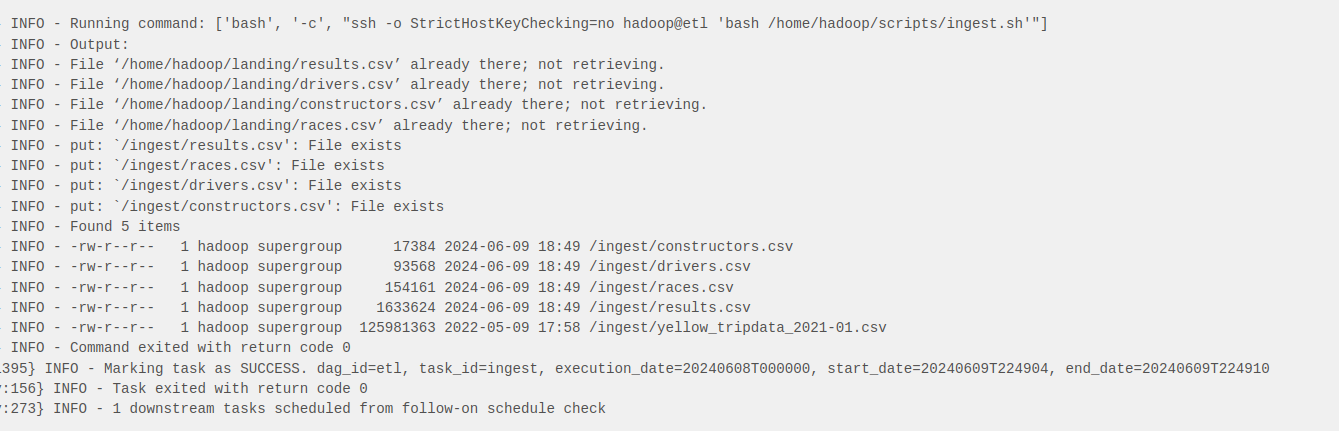 INFO - Running command: ['bash', '-c', "ssh -o StrictHostKeyChecking=no hadoop@etl 'bash /home/hadoop/scripts/ingest.sh'"]
INFO - Output:
INFO - File ‘/home/hadoop/landing/results.csv’ already there; not retrieving.
INFO - File ‘/home/hadoop/landing/drivers.csv’ already there; not retrieving.
INFO - File ‘/home/hadoop/landing/constructors.csv’ already there; not retrieving.
INFO - File ‘/home/hadoop/landing/races.csv’ already there; not retrieving.
INFO - put: `/ingest/results.csv': File exists
INFO - put: `/ingest/races.csv': File exists
INFO - put: `/ingest/drivers.csv': File exists
INFO - put: `/ingest/constructors.csv': File exists
INFO - Found 5 items
INFO - -rw-r--r--   1 hadoop supergroup      17384 2024-06-09 18:49 /ingest/constructors.csv
INFO - -rw-r--r--   1 hadoop supergroup      93568 2024-06-09 18:49 /ingest/drivers.csv
INFO - -rw-r--r--   1 hadoop supergroup     154161 2024-06-09 18:49 /ingest/races.csv
INFO - -rw-r--r--   1 hadoop supergroup    1633624 2024-06-09 18:49 /ingest/results.csv
INFO - -rw-r--r--   1 hadoop supergroup  125981363 2022-05-09 17:58 /ingest/yellow_tripdata_2021-01.csv
INFO - Command exited with return code 0
1395} INFO - Marking task as SUCCESS. dag_id=etl, task_id=ingest, execution_date=20240608T000000, start_date=20240609T224904, end_date=20240609T224910
:156} INFO - Task exited with return code 0
:273} INFO - 1 downstream tasks scheduled from follow-on schedule check